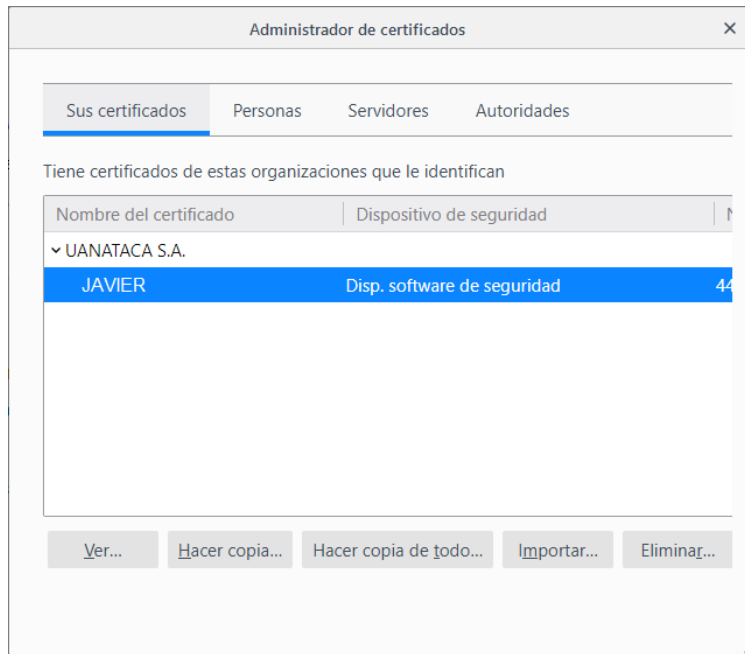 Administrador de certificados
Sus certificados Personas Servidores Autoridades
Tiene certificados de estas organizaciones que le identifican
Nombre del certificado Dispositivo de seguridad
UANATACA S.A.
JAVIER Disp. software de seguridad 44
Ver... Hacer copia... Hacer copia de todo... Importar... Eliminar...